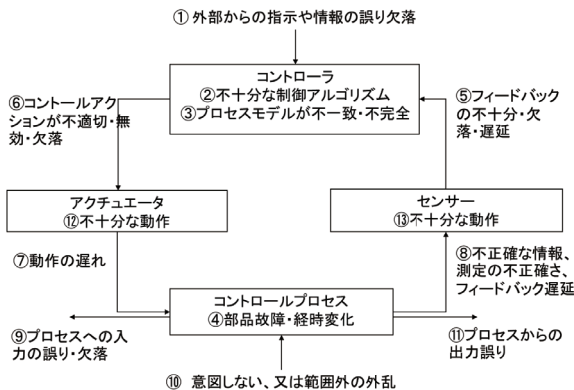 ① 外部からの指示や情報の誤り欠落
コントローラ
②不十分な制御アルゴリズム
③プロセスモデルが不一致・不完全
⑥コントールアク
ションが不適切・無
効・欠落
⑤フィードバック
の不十分・欠
落・遅延
アクチュエータ
⑫不十分な動作
センサー
⑬不十分な動作
⑦動作の遅れ
⑧不正確な情報、
測定の不正確さ、
フィードバック遅延
コントロールプロセス
④部品故障・経時変化
⑨プロセスへの入
力の誤り・欠落
⑪プロセスからの
出力誤り
⑩ 意図しない、又は範囲外の外乱